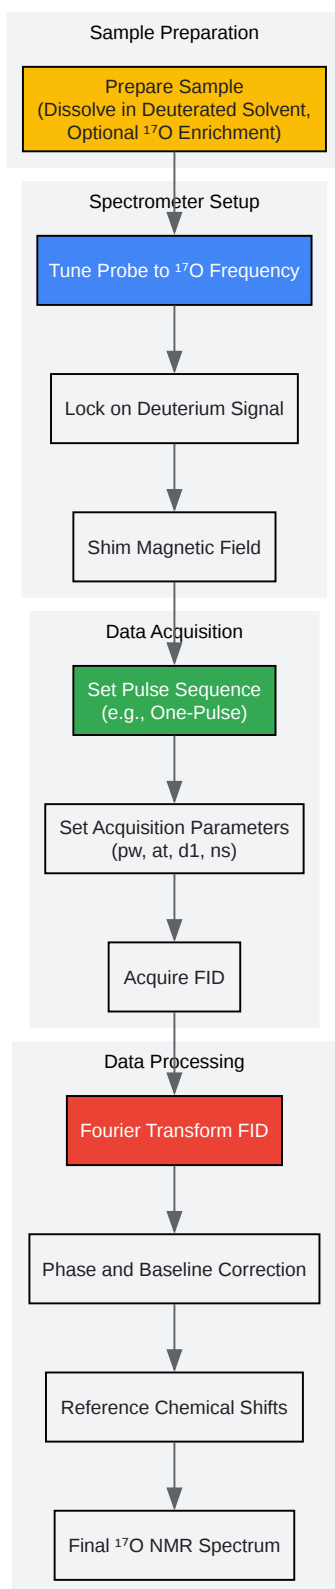 Sample Preparation
Prepare Sample
(Dissolve in Deuterated Solvent,
Optional ¹⁷O Enrichment)
Spectrometer Setup
Tune Probe to ¹⁷O Frequency
Lock on Deuterium Signal
Shim Magnetic Field
Data Acquisition
Set Pulse Sequence
(e.g., One-Pulse)
Set Acquisition Parameters
(pw, at, d1, ns)
Acquire FID
Data Processing
Fourier Transform FID
Phase and Baseline Correction
Reference Chemical Shifts
Final ¹⁷O NMR Spectrum